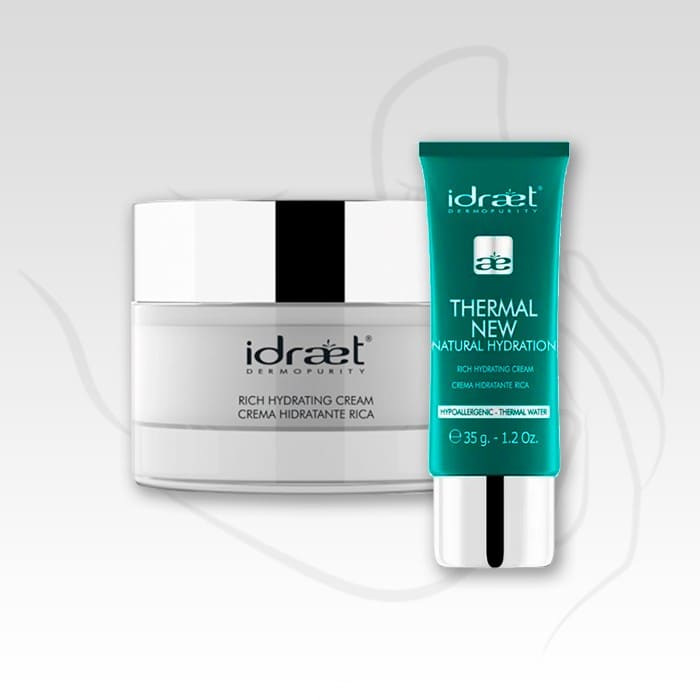 idraet®
DERMOPURITY
RICH HYDRATING CREAM
CREMA HIDRATANTE RICA
idraet®
DERMOPURITY
æ
THERMAL
NEW
NATURAL HYDRATION
RICH HYDRATING CREAM
CREMA HIDRATANTE RICA
HYPOALLERGENIC - THERMAL WATER
℮ 35 g. - 1.2 Oz.